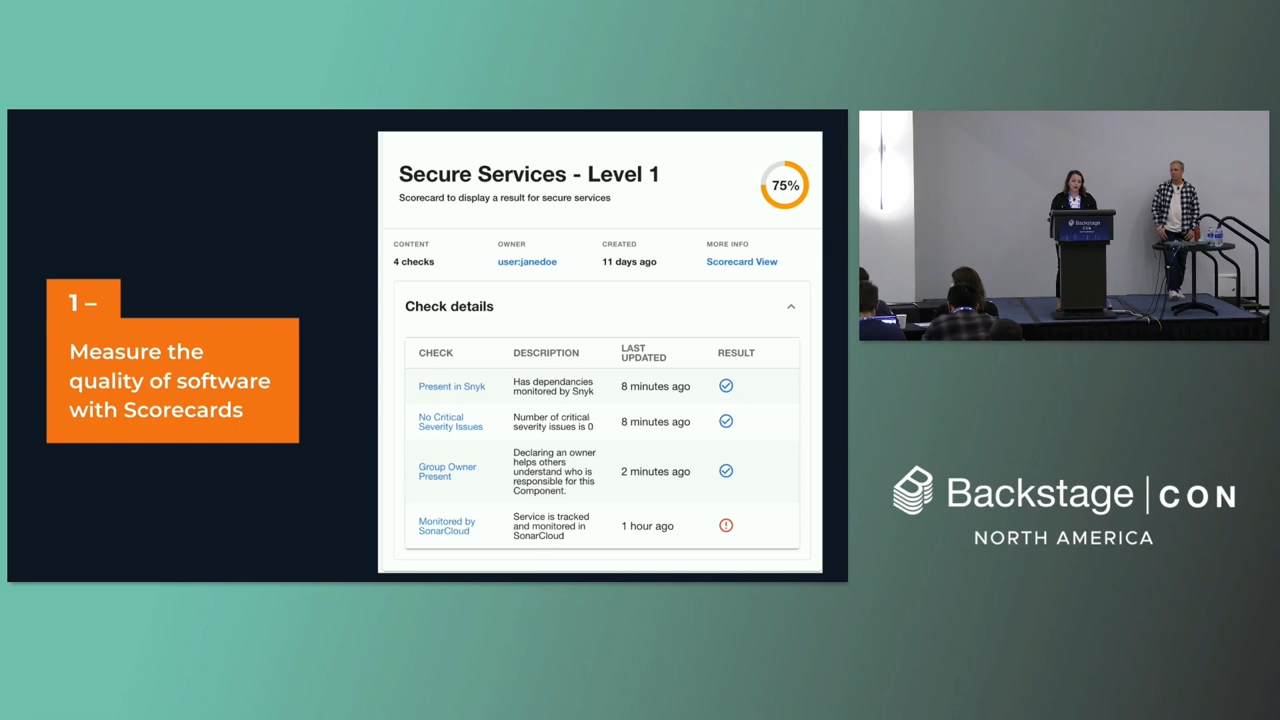 1 –
Measure the
quality of software
with Scorecards
Secure Services - Level 1
Scorecard to display a result for secure services
75%
CONTENT
4 checks
OWNER
user:janedoe
CREATED
11 days ago
MORE INFO
Scorecard View
Check details
CHECK
DESCRIPTION
LAST
UPDATED
RESULT
Present in Snyk
Has dependancies
monitored by Snyk
8 minutes ago
No Critical
Severity Issues
Number of critical
severity issues is 0
8 minutes ago
Group Owner
Present
Declaring an owner
helps others
understand who is
responsible for this
Component.
2 minutes ago
Monitored by
SonarCloud
Service is tracked
and monitored in
SonarCloud
1 hour ago
Backstage
CON
Backstage | CON
NORTH AMERICA